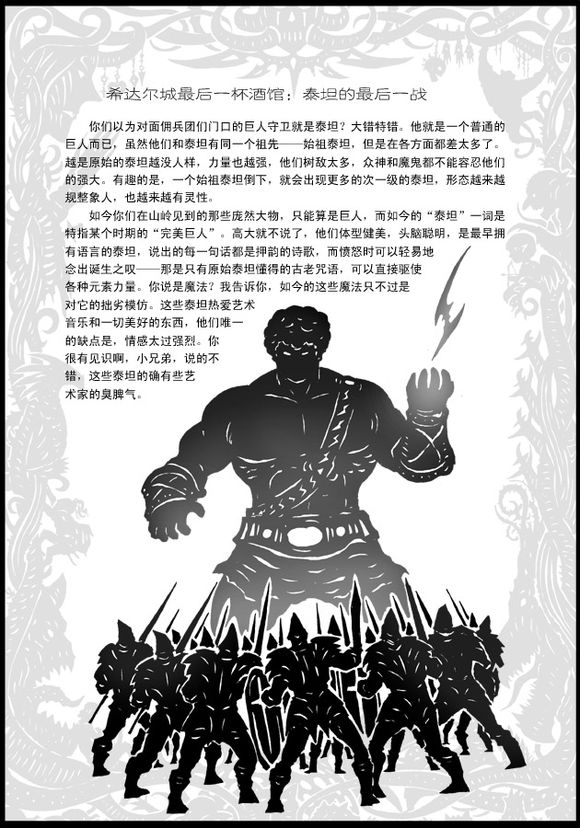 希达尔城最后一杯酒馆：泰坦的最后一战
你们以为对面佣兵团们门口的巨人守卫就是泰坦？大错特错。他就是一个普通的
巨人而已，虽然他们和泰坦有同一个祖先——始祖泰坦，但是在各方面都差太多了。
越是原始的泰坦越没人样，力量也越强，他们树敌太多，众神和魔鬼都不能容忍他们
的强大。有趣的是，一个始祖泰坦倒下，就会出现更多的次一级的泰坦，形态越来越
规整象人，也越来越有灵性。
如今你们在山岭见到的那些庞然大物，只能算是巨人，而如今的“泰坦”一词是
特指某个时期的“完美巨人”。高大就不说了，他们体型健美，头脑聪明，是最早拥
有语言的泰坦，说出的每一句话都是押韵的诗歌，而愤怒时可以轻易地
念出诞生之叹——那是只有原始泰坦懂得的古老咒语，可以直接驱使
各种元素力量。你说是魔法？我告诉你，如今的这些魔法只不过是
对它的拙劣模仿。这些泰坦热爱艺术
音乐和一切美好的东西，他们唯一
的缺点是，情感太过强烈。你
很有见识啊，小兄弟，说的不
错，这些泰坦的确有些艺
术家的臭脾气。